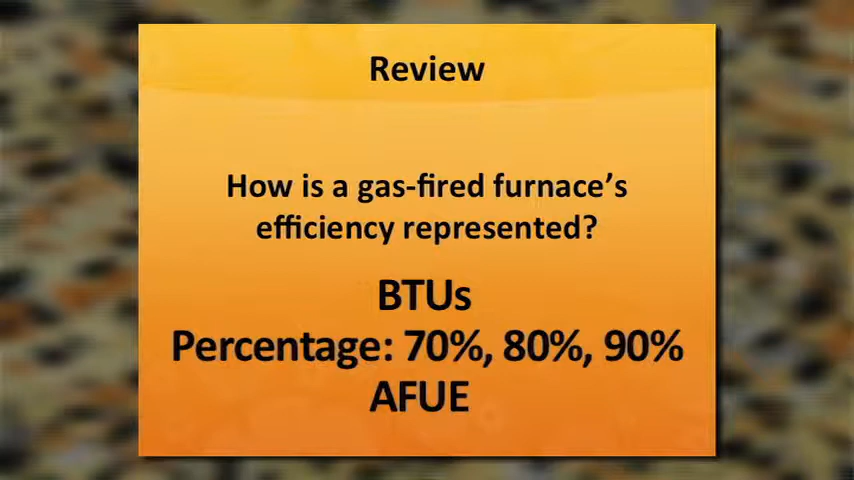 Review
How is a gas-fired furnace’s
efficiency represented?
BTUs
Percentage: 70%, 80%, 90%
AFUE